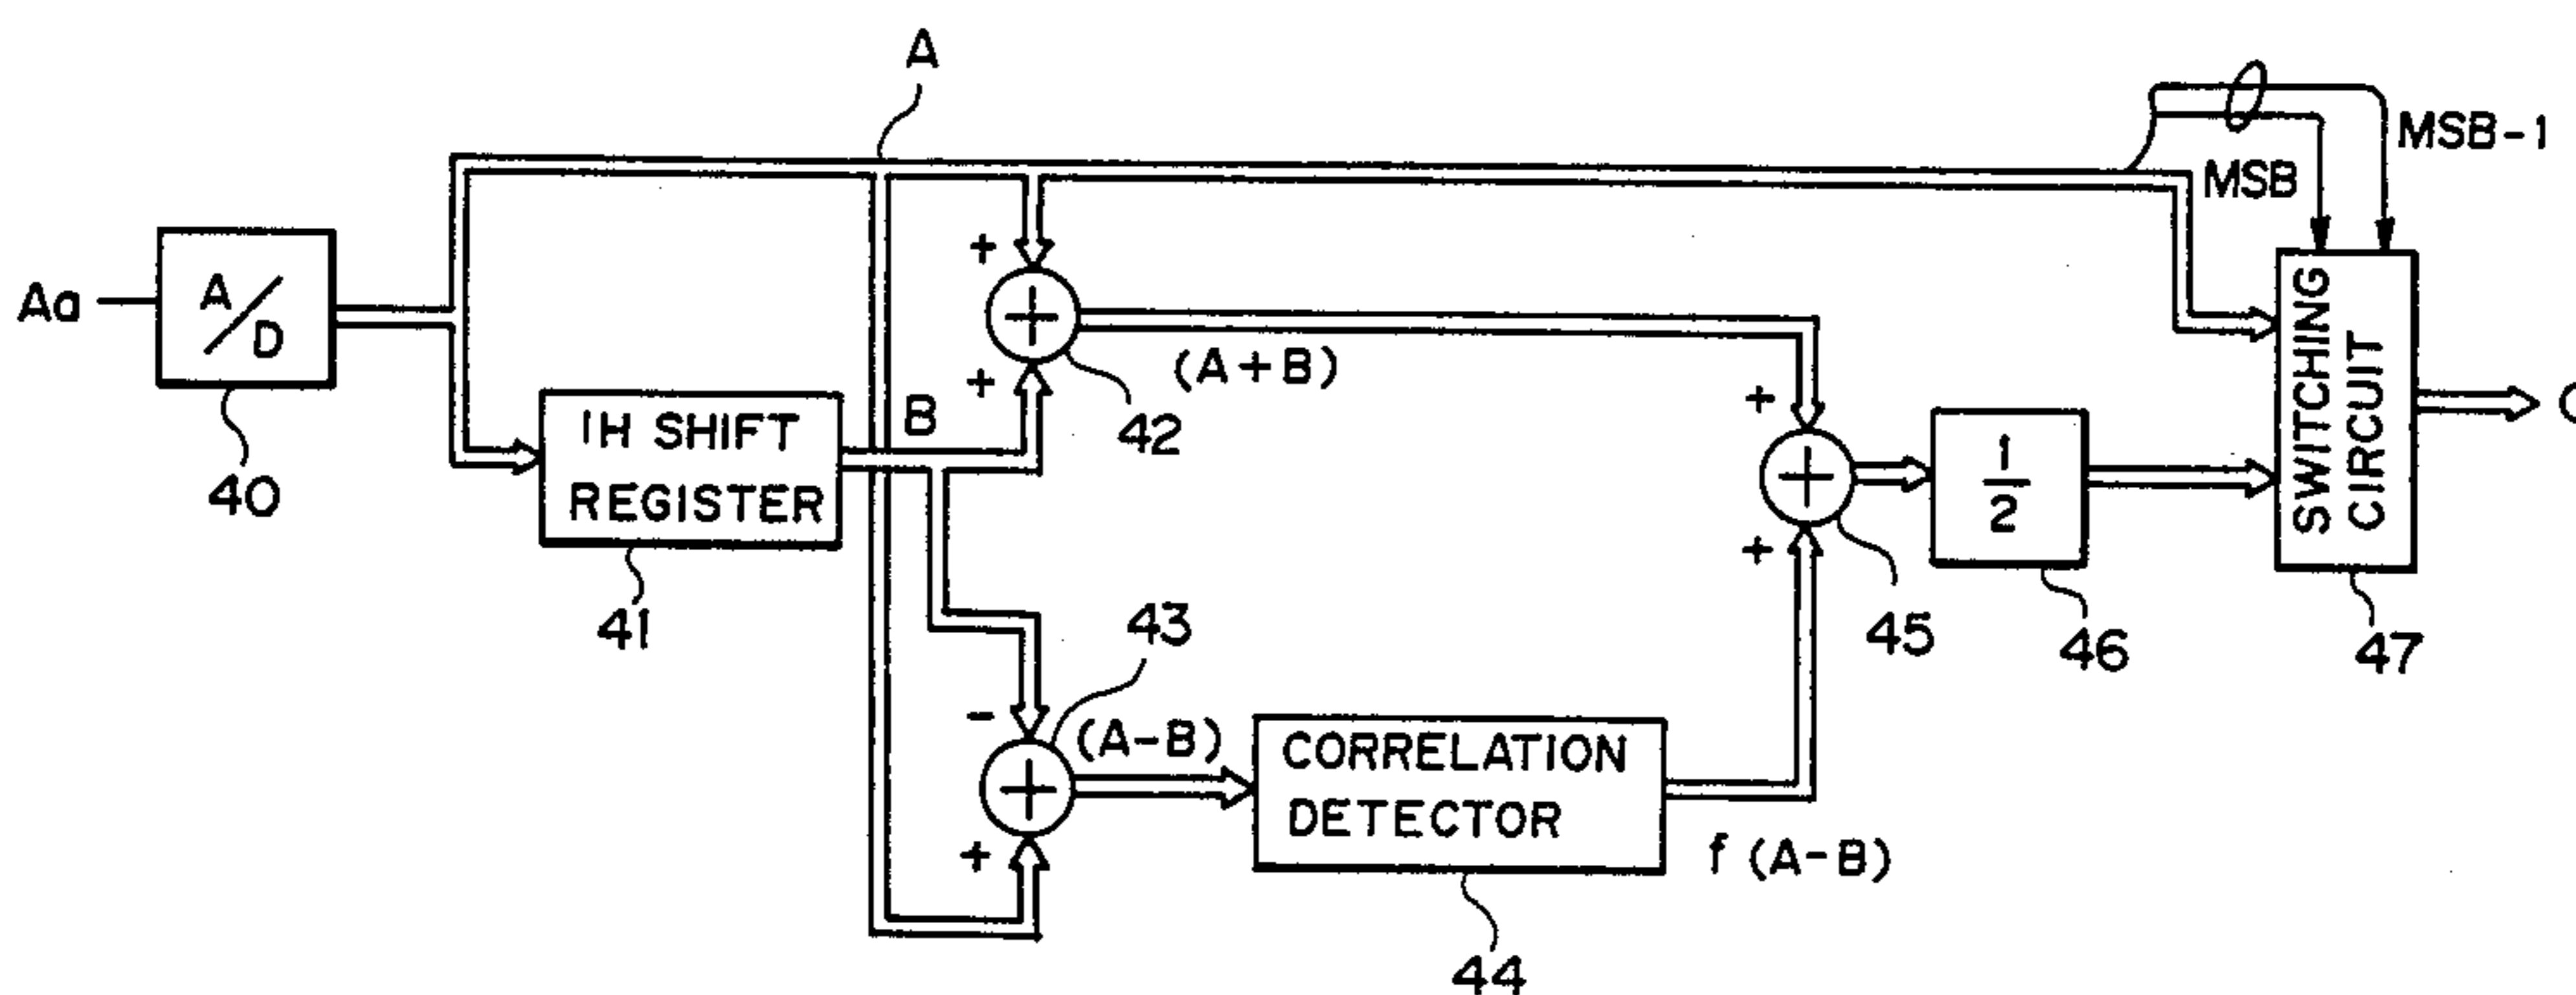 A
MSB-1
MSB
Aa
A/D
+
+
(A+B)
42
40
1H SHIFT
REGISTER
B
41
+
+
45
1/2
46
SWITCHING
CIRCUIT
47
43
-
(A-B)
+
CORRELATION
DETECTOR
f (A-B)
44